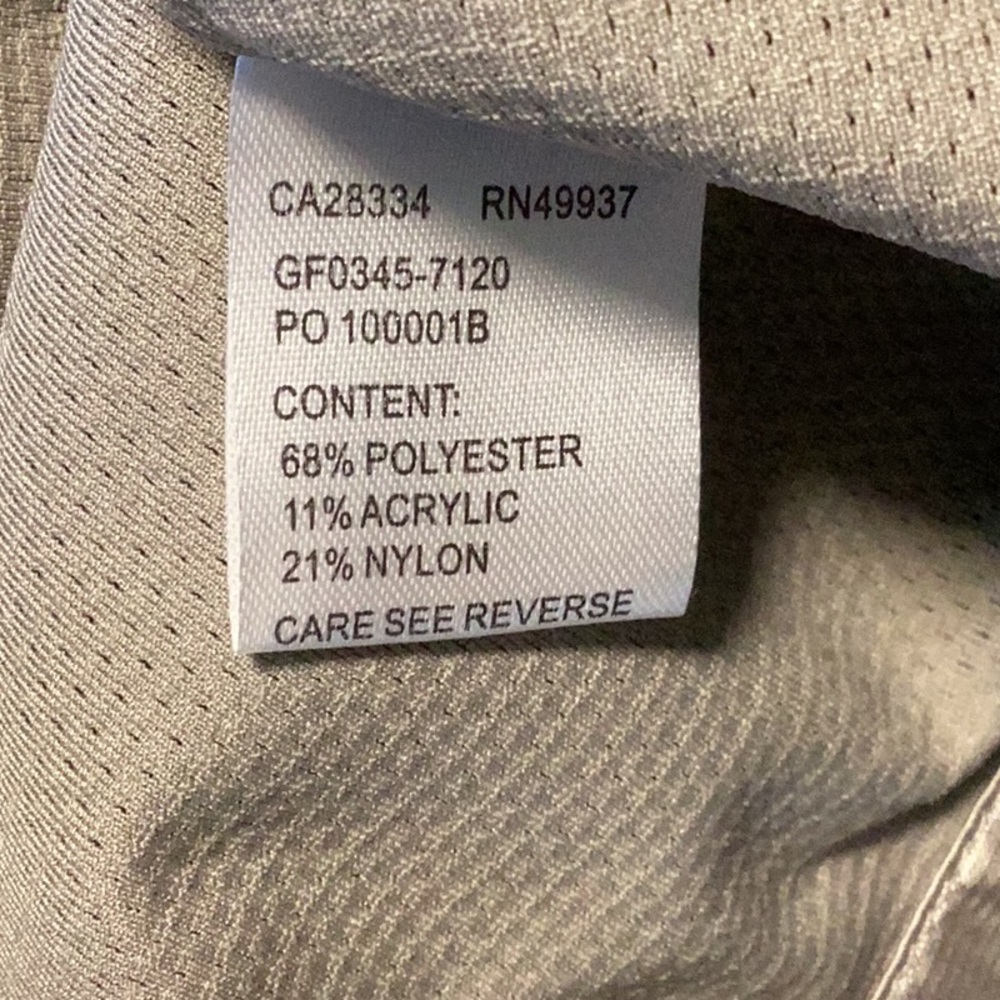 CA28334 RN49937
GF0345-7120
PO 100001B
CONTENT:
68% POLYESTER
11% ACRYLIC
21% NYLON
CARE SEE REVERSE